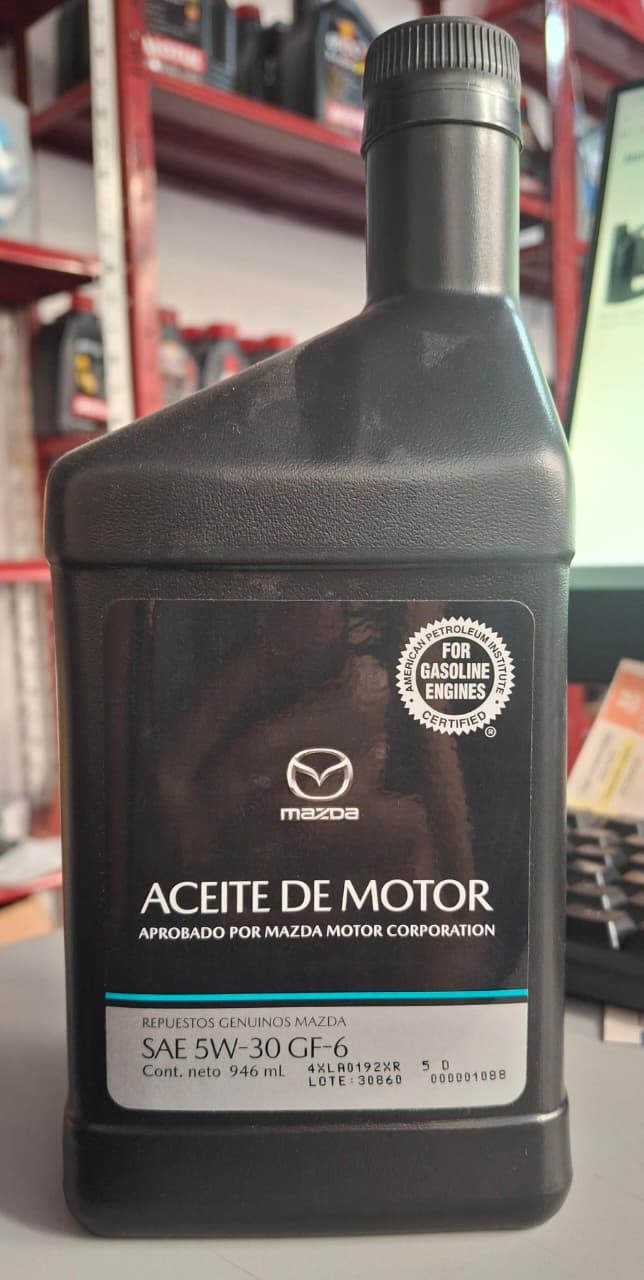 MOTOR
AMERICAN PETROLEUM INSTITUTE
FOR
GASOLINE
ENGINES
CERTIFIED
®
mazda
ACEITE DE MOTOR
APROBADO POR MAZDA MOTOR CORPORATION
REPUESTOS GENUINOS MAZDA
SAE 5W-30 GF-6
Cont. neto 946 mL
4XLA0192XR 5 D
LOTE:30860 000001088